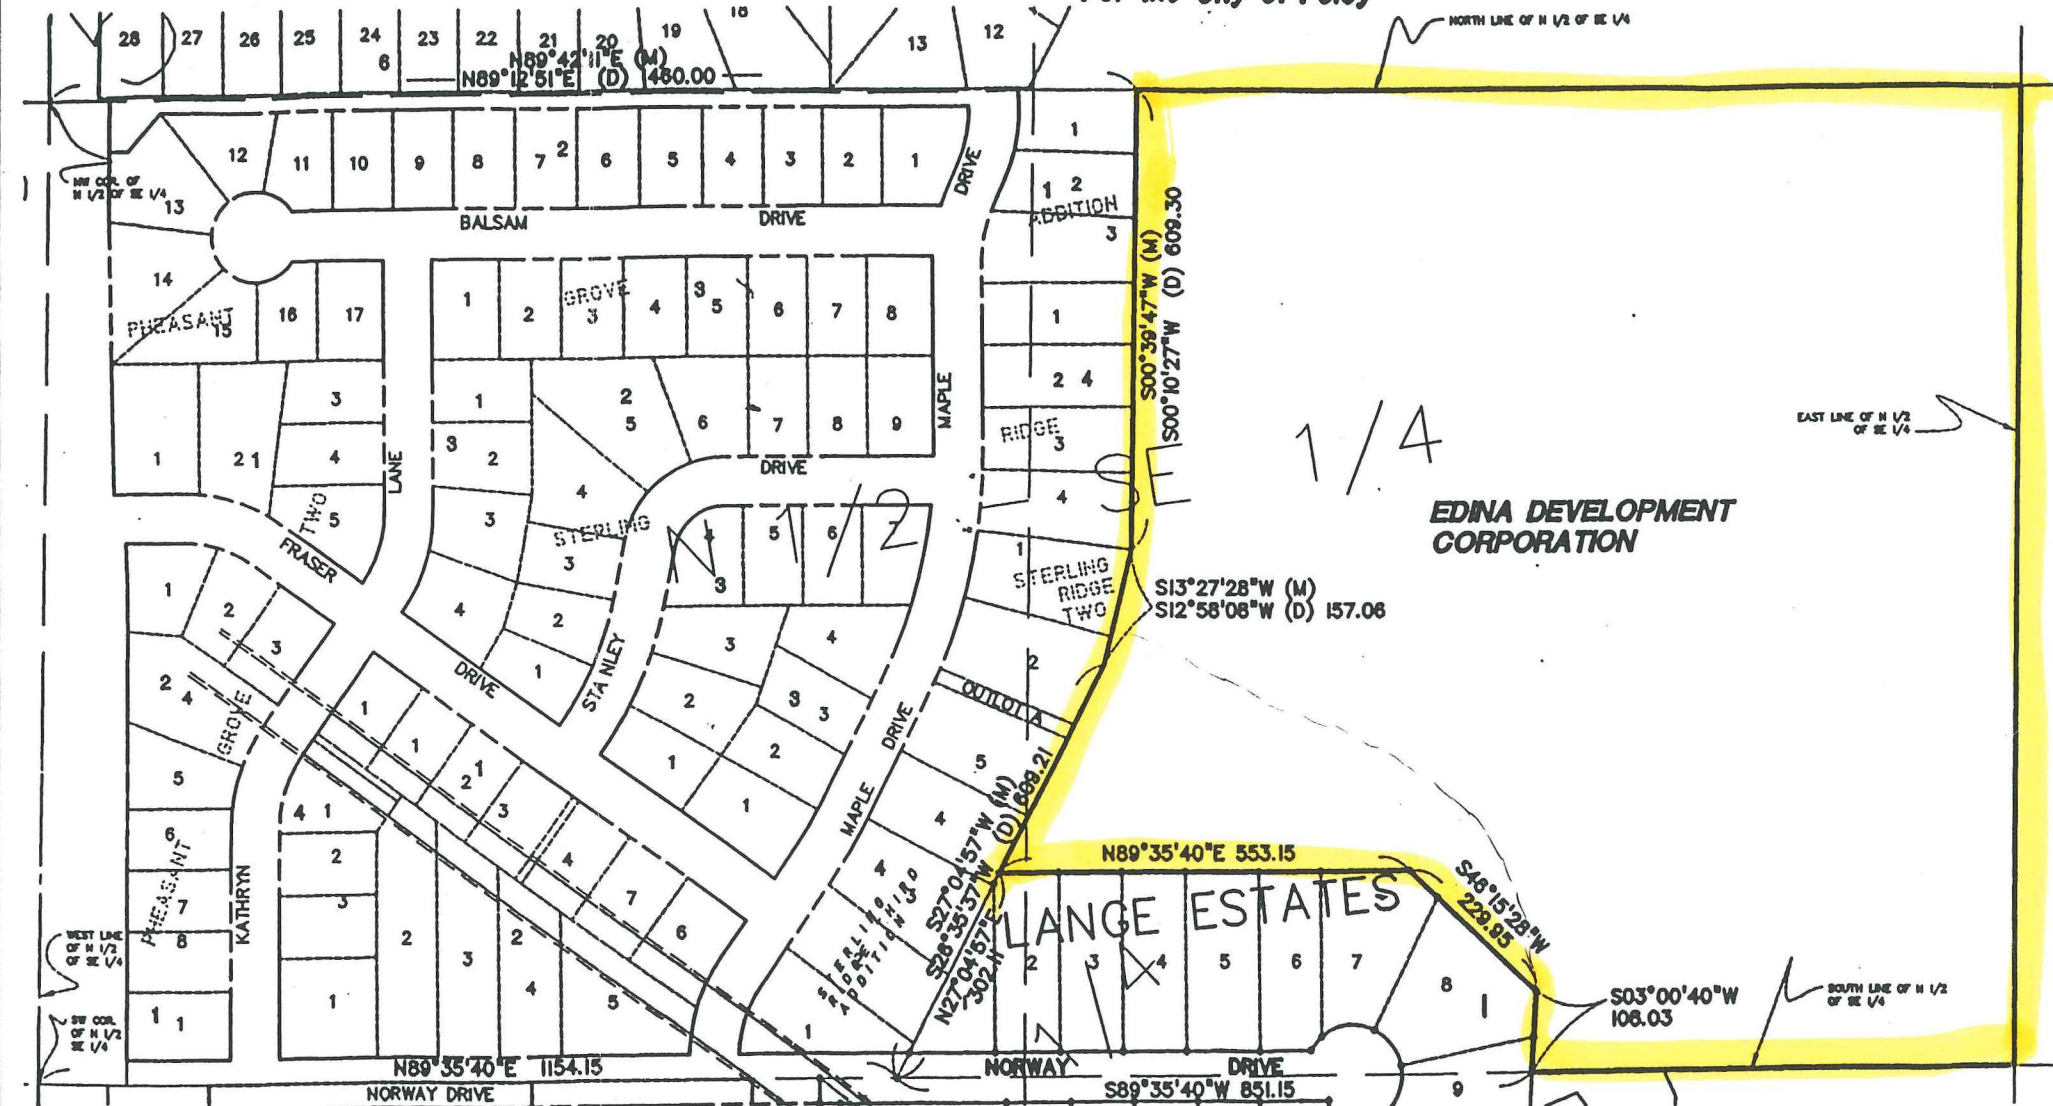 NORTH LINE OF N 1/2 OF SE 1/4
28 27 26 25 24 23 22 21 20 19 18 13 12
6
N89°42'11"E (M)
N89°12'51"E (D) 460.00
NW COR. OF
N 1/2 OF SE 1/4
12 11 10 9 8 7 2 6 5 4 3 2 1
DRIVE
1
1 2
ADDITION
3
13
BALSAM DRIVE
14
PHEASANT
15 16 17
1 2 GROVE 3 4 3 5 6 7 8
1
2 4
RIDGE
3
4
S00°39'47"W (M)
S00°10'27"W (D) 609.30
1 2 1 3
4
TWO
5
LANE
1
3 2
3
4
2
5 6 7 8 9
4
MAPLE
DRIVE
STERLING
3
2
1
N 1/2
SE 1/4
EAST LINE OF N 1/2
OF SE 1/4
EDINA DEVELOPMENT
CORPORATION
FRASER
DRIVE
4 5 6 7
3
1
STERLING
RIDGE
TWO
S13°27'28"W (M)
S12°58'08"W (D) 157.06
1 2 3
2 4
GROVE
5
6
PHEASANT
7
8
1 1
STANLEY
3 4
2 3 3
1 2
1
2
OUTLOT A
5
4
4
3
MAPLE DRIVE
1 1 2 1 3 4 7 6
4 1
2
3
1
KATHRYN
2 3 2 4 5
STERLING
RIDGE
ADDITION
1
S27°04'57"W (M)
S26°35'37"W (D) 609.21
N27°04'57"E
302.11
N89°35'40"E 553.15
S46°15'28"W
229.95
LANGE ESTATES
2 3 4 5 6 7 8 1
9
S03°00'40"W
106.03
SOUTH LINE OF N 1/2
OF SE 1/4
WEST LINE
OF N 1/2
OF SE 1/4
SW COR.
OF N 1/2
SE 1/4
N89°35'40"E 1154.15
NORWAY DRIVE
NORWAY DRIVE
S89°35'40"W 851.15